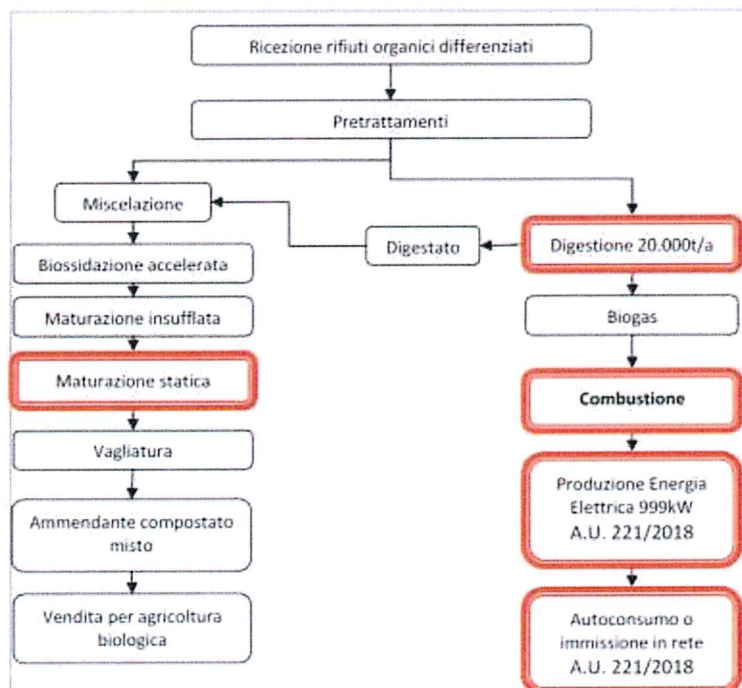 Ricezione rifiuti organici differenziati
Pretrattamenti
Miscelazione
Digestato
Digestione 20.000t/a
Biossidazione accelerata
Biogas
Maturazione insufflata
Maturazione statica
Combustione
Vagliatura
Produzione Energia
Elettrica 999kW
A.U. 221/2018
Ammendante compostato
misto
Vendita per agricoltura
biologica
Autoconsumo o
immissione in rete
A.U. 221/2018